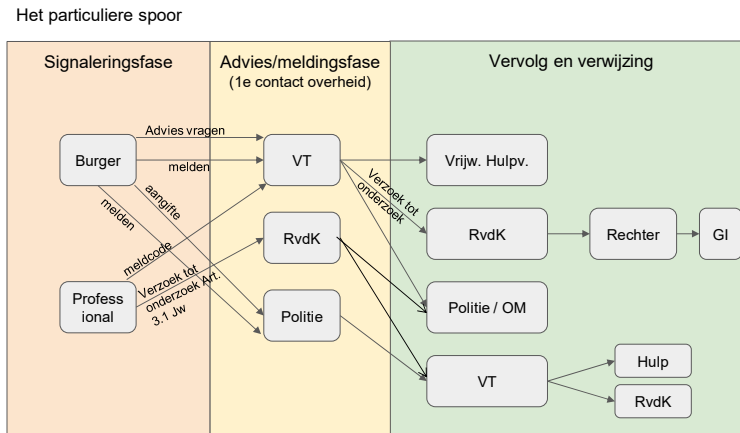 Het particuliere spoor
Signaleringsfase
Advies/meldingsfase
(1e contact overheid)
Vervolg en verwijzing
Burger
Advies vragen
melden
aangifte
melden
VT
Vrijw. Hulpv.
Verzoek tot
onderzoek
RvdK
RvdK
Rechter
GI
meldcode
Verzoek tot
onderzoek Art.
3.1 Jw
Profess
ional
Politie
Politie / OM
VT
Hulp
RvdK